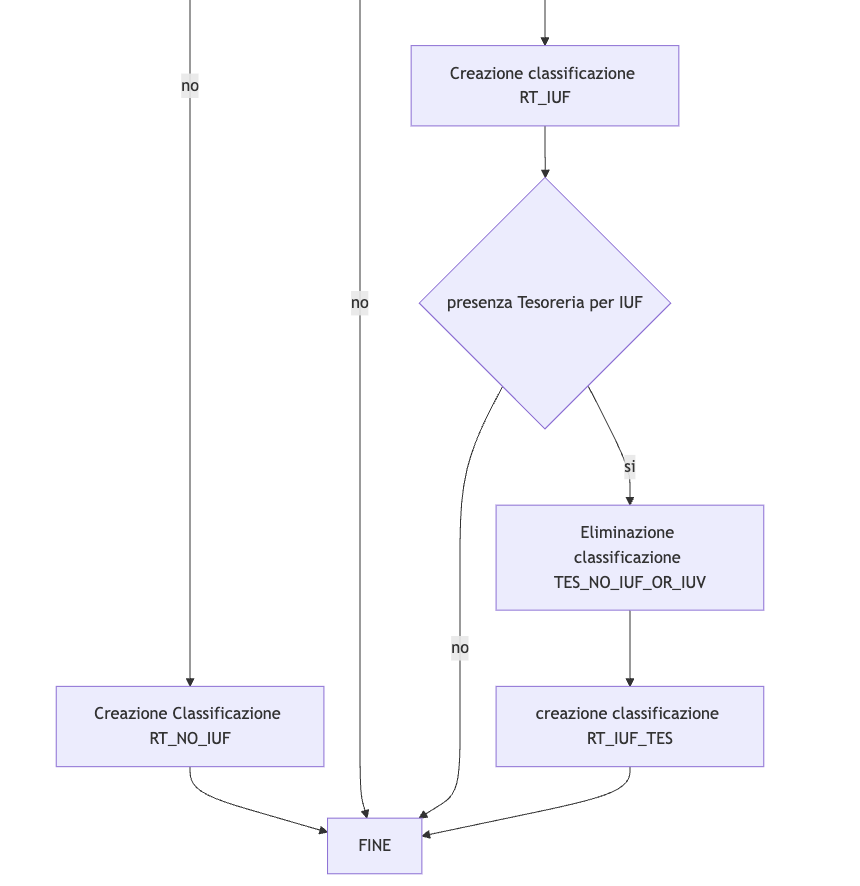 Creazione classificazione
RT_IUF
no
no
presenza Tesoreria per IUF
si
Eliminazione
classificazione
TES_NO_IUF_OR_IUV
no
Creazione Classificazione
RT_NO_IUF
creazione classificazione
RT_IUF_TES
FINE